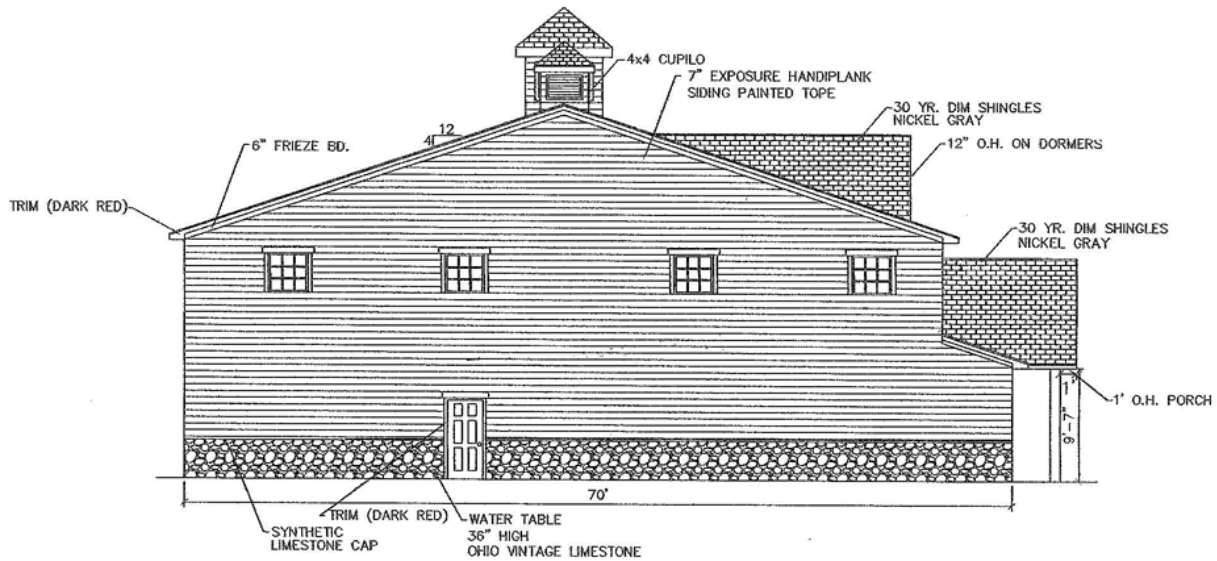 4x4 CUPILO
7" EXPOSURE HANDIPLANK
SIDING PAINTED TOPE
30 YR. DIM SHINGLES
NICKEL GRAY
12
4
6" FRIEZE BD.
12" O.H. ON DORMERS
TRIM (DARK RED)
30 YR. DIM SHINGLES
NICKEL GRAY
1' O.H. PORCH
9'-7"
70'
TRIM (DARK RED)
WATER TABLE
36" HIGH
OHIO VINTAGE LIMESTONE
SYNTHETIC
LIMESTONE CAP